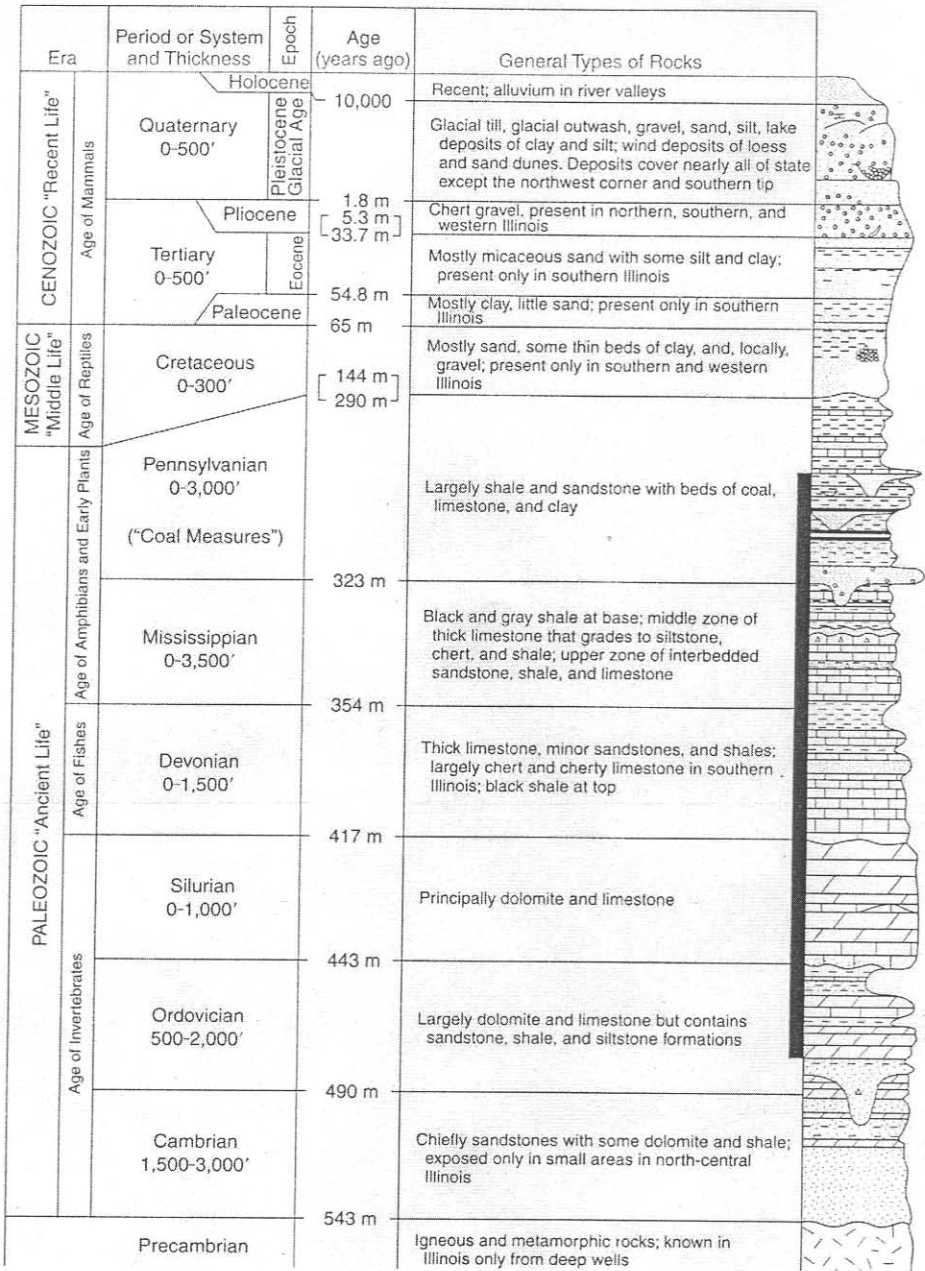 Era
Period or System
and Thickness
Epoch
Age
(years ago)
General Types of Rocks
CENOZOIC "Recent Life"
Age of Mammals
Holocene
10,000
Recent; alluvium in river valleys
Quaternary
0-500'
Pleistocene
Glacial Age
Glacial till, glacial outwash, gravel, sand, silt, lake
deposits of clay and silt; wind deposits of loess
and sand dunes. Deposits cover nearly all of state
except the northwest corner and southern tip
1.8 m
Pliocene
5.3 m
33.7 m
Chert gravel, present in northern, southern, and
western Illinois
Tertiary
0-500'
Eocene
Mostly micaceous sand with some silt and clay;
present only in southern Illinois
54.8 m
Paleocene
Mostly clay, little sand; present only in southern
Illinois
65 m
MESOZOIC
"Middle Life"
Age of Reptiles
Cretaceous
0-300'
144 m
290 m
Mostly sand, some thin beds of clay, and, locally,
gravel; present only in southern and western
Illinois
PALEOZOIC "Ancient Life"
Age of Amphibians and Early Plants
Pennsylvanian
0-3,000'
("Coal Measures")
Largely shale and sandstone with beds of coal,
limestone, and clay
323 m
Mississippian
0-3,500'
Black and gray shale at base; middle zone of
thick limestone that grades to siltstone,
chert, and shale; upper zone of interbedded
sandstone, shale, and limestone
354 m
Age of Fishes
Devonian
0-1,500'
Thick limestone, minor sandstones, and shales;
largely chert and cherty limestone in southern
Illinois; black shale at top
417 m
Age of Invertebrates
Silurian
0-1,000'
Principally dolomite and limestone
443 m
Ordovician
500-2,000'
Largely dolomite and limestone but contains
sandstone, shale, and siltstone formations
490 m
Cambrian
1,500-3,000'
Chiefly sandstones with some dolomite and shale;
exposed only in small areas in north-central
Illinois
543 m
Precambrian
Igneous and metamorphic rocks; known in
Illinois only from deep wells